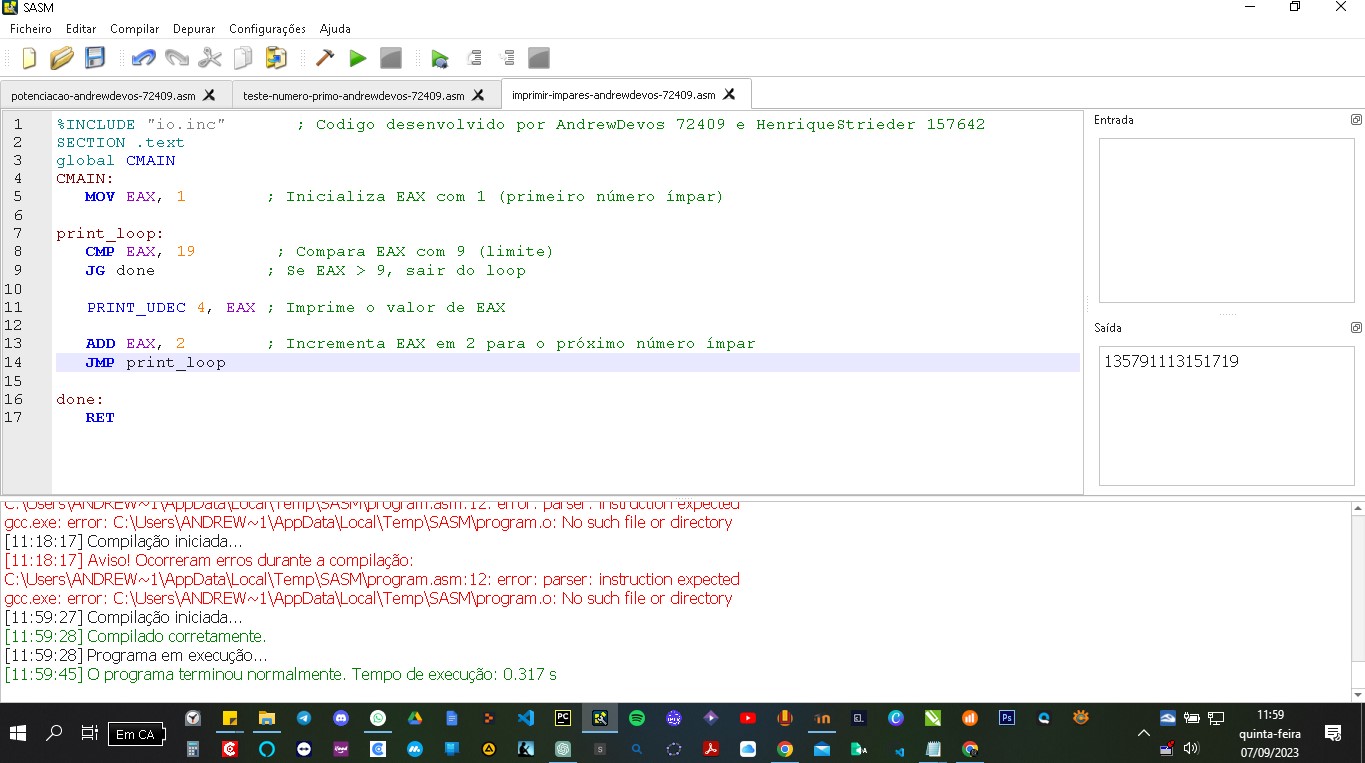 SASM
Ficheiro Editar Compilar Depurar Configurações Ajuda
potenciacao-andrewdevos-72409.asm teste-numero-primo-andrewdevos-72409.asm imprimir-impares-andrewdevos-72409.asm
1 %INCLUDE "io.inc" ; Codigo desenvolvido por AndrewDevos 72409 e HenriqueStrieder 157642
2 SECTION .text
3 global CMAIN
4 CMAIN:
5 MOV EAX, 1 ; Inicializa EAX com 1 (primeiro número ímpar)
6
7 print_loop:
8 CMP EAX, 19 ; Compara EAX com 9 (limite)
9 JG done ; Se EAX > 9, sair do loop
10
11 PRINT_UDEC 4, EAX ; Imprime o valor de EAX
12
13 ADD EAX, 2 ; Incrementa EAX em 2 para o próximo número ímpar
14 JMP print_loop
15
16 done:
17 RET
Entrada
Saída
135791113151719
C:\Users\ANDREW~1\AppData\Local\Temp\SASM\program.asm:12: error: parser: instruction expected
gcc.exe: error: C:\Users\ANDREW~1\AppData\Local\Temp\SASM\program.o: No such file or directory
[11:18:17] Compilação iniciada...
[11:18:17] Aviso! Ocorreram erros durante a compilação:
C:\Users\ANDREW~1\AppData\Local\Temp\SASM\program.asm:12: error: parser: instruction expected
gcc.exe: error: C:\Users\ANDREW~1\AppData\Local\Temp\SASM\program.o: No such file or directory
[11:59:27] Compilação iniciada...
[11:59:28] Compilado corretamente.
[11:59:28] Programa em execução...
[11:59:45] O programa terminou normalmente. Tempo de execução: 0.317 s
Em CA
PC
Ps
11:59
quinta-feira
07/09/2023